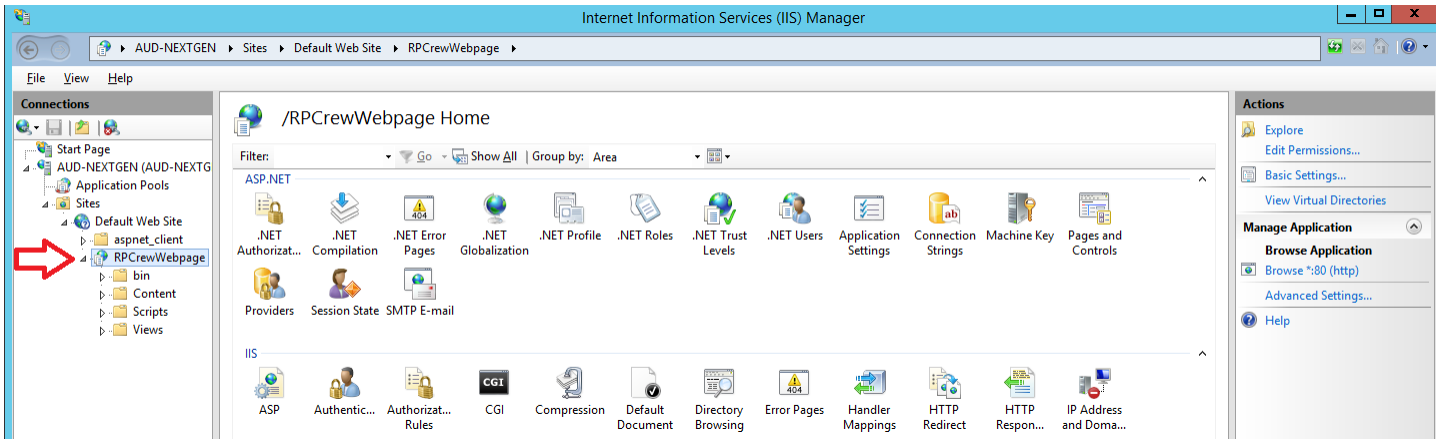 Internet Information Services (IIS) Manager
AUD-NEXTGEN Sites Default Web Site RPCrewWebpage
File View Help
Connections
Start Page
AUD-NEXTGEN (AUD-NEXTG
Application Pools
Sites
Default Web Site
aspnet_client
RPCrewWebpage
bin
Content
Scripts
Views
/RPCrewWebpage Home
Filter: Go Show All Group by: Area
ASP.NET
.NET Authorizat...
.NET Compilation
404
.NET Error Pages
.NET Globalization
.NET Profile
.NET Roles
.NET Trust Levels
.NET Users
Application Settings
ab
Connection Strings
Machine Key
Pages and Controls
Providers
Session State
SMTP E-mail
IIS
ASP
Authentic...
Authorizat... Rules
CGI
CGI
Compression
Default Document
Directory Browsing
404
Error Pages
Handler Mappings
HTTP Redirect
HTTP Respon...
IP Address and Doma...
Actions
Explore
Edit Permissions...
Basic Settings...
View Virtual Directories
Manage Application
Browse Application
Browse *:80 (http)
Advanced Settings...
Help